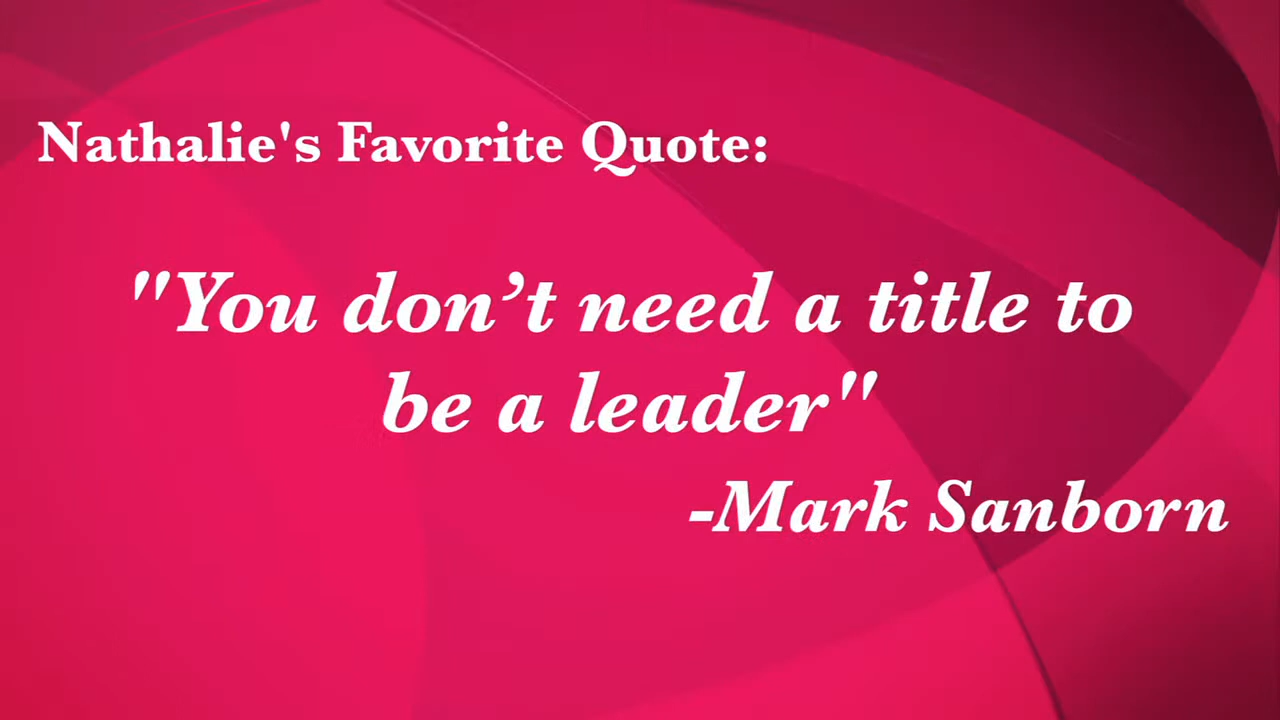 Nathalie's Favorite Quote:
"You don’t need a title to
be a leader"
-Mark Sanborn